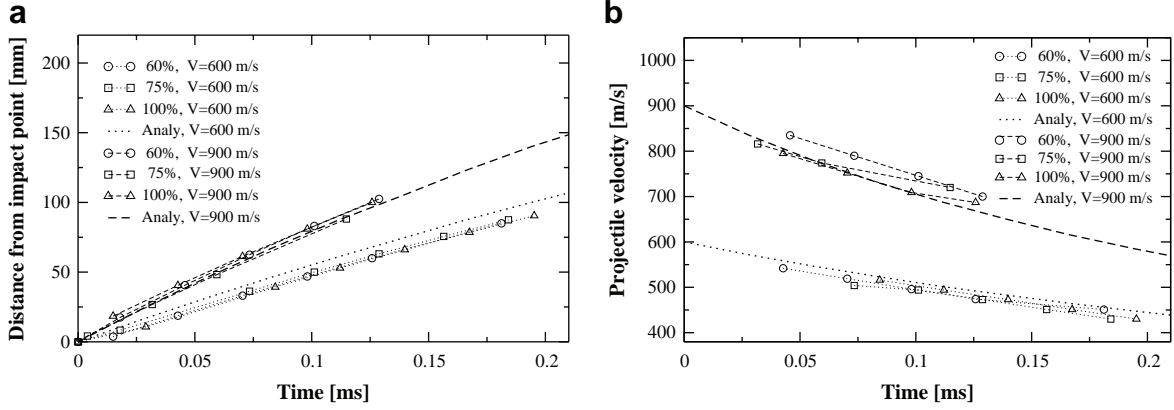 a
Distance from impact point [mm]
200
150
100
50
0
60%, V=600 m/s
75%, V=600 m/s
100%, V=600 m/s
Analy, V=600 m/s
60%, V=900 m/s
75%, V=900 m/s
100%, V=900 m/s
Analy, V=900 m/s
0 0.05 0.1 0.15 0.2
Time [ms]
b
Projectile velocity [m/s]
1000
900
800
700
600
500
400
60%, V=600 m/s
75%, V=600 m/s
100%, V=600 m/s
Analy, V=600 m/s
60%, V=900 m/s
75%, V=900 m/s
100%, V=900 m/s
Analy, V=900 m/s
0 0.05 0.1 0.15 0.2
Time [ms]